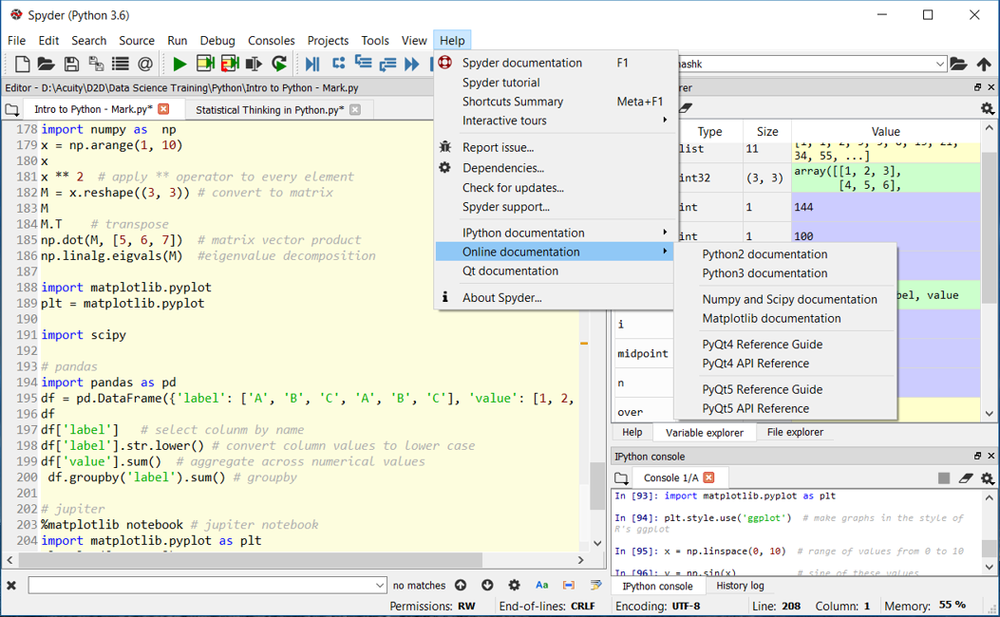 Spyder (Python 3.6)
File Edit Search Source Run Debug Consoles Projects Tools View Help
Editor - D:\Acuity\D2D\Data Science Training\Python\Intro to Python - Mark.py
Intro to Python - Mark.py* Statistical Thinking in Python.py*
178 import numpy as  np
179 x = np.arange(1, 10)
180 x
181 x ** 2  # apply ** operator to every element
182 M = x.reshape((3, 3)) # convert to matrix
183 M
184 M.T    # transpose
185 np.dot(M, [5, 6, 7])  # matrix vector product
186 np.linalg.eigvals(M)  #eigenvalue decomposition
187
188 import matplotlib.pyplot
189 plt = matplotlib.pyplot
190
191 import scipy
192
193 # pandas
194 import pandas as pd
195 df = pd.DataFrame({'label': ['A', 'B', 'C', 'A', 'B', 'C'], 'value': [1, 2,
196 df
197 df['label']   # select colunm by name
198 df['label'].str.lower() # convert column values to lower case
199 df['value'].sum()  # aggregate across numerical values
200  df.groupby('label').sum() # groupby
201
202 # jupiter
203 %matplotlib notebook # jupiter notebook
204 import matplotlib.pyplot as plt
Spyder documentation F1
Spyder tutorial
Shortcuts Summary Meta+F1
Interactive tours
Report issue...
Dependencies...
Check for updates...
Spyder support...
IPython documentation
Online documentation
Qt documentation
About Spyder...
Python2 documentation
Python3 documentation
Numpy and Scipy documentation
Matplotlib documentation
PyQt4 Reference Guide
PyQt4 API Reference
PyQt5 Reference Guide
PyQt5 API Reference
Type Size Value
list 11
34, 55, ...]
int32 (3, 3) array([[1, 2, 3],
[4, 5, 6],
int 1 144
int 1 100
value
i
midpoint
n
over
Help Variable explorer File explorer
IPython console
Console 1/A
In [93]: import matplotlib.pyplot as plt
In [94]: plt.style.use('ggplot')  # make graphs in the style of
R's ggplot
In [95]: x = np.linspace(0, 10)  # range of values from 0 to 10
In [96]: y = np.sin(x)           # sine of these values
IPython console History log
no matches Aa
Permissions: RW End-of-lines: CRLF Encoding: UTF-8 Line: 208 Column: 1 Memory: 55 %